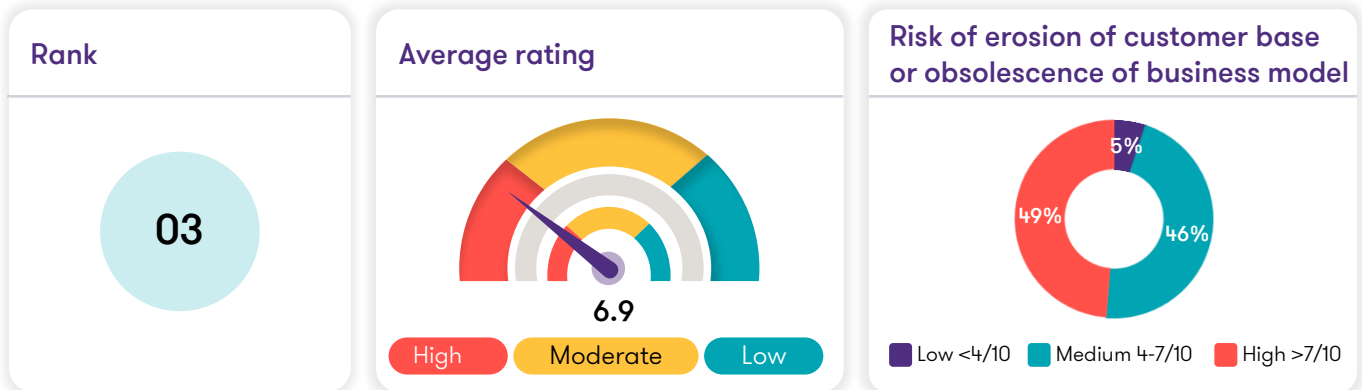 Rank
03
Average rating
6.9
High
Moderate
Low
Risk of erosion of customer base
or obsolescence of business model
5%
49%
46%
Low <4/10
Medium 4-7/10
High >7/10